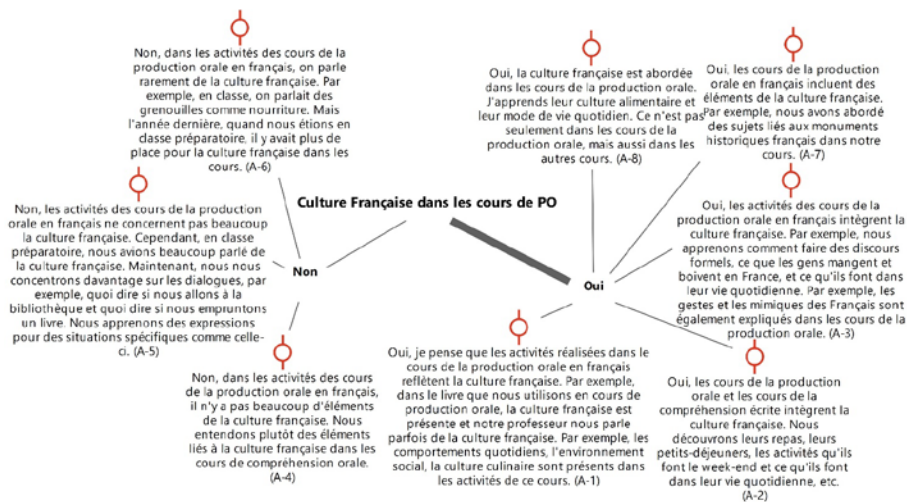 Non, dans les activités des cours de la
production orale en français, on parle
rarement de la culture française. Par
exemple, en classe, on parlait des
grenouilles comme nourriture. Mais
l'année dernière, quand nous étions en
classe préparatoire, il y avait plus de
place pour la culture française dans les
cours. (A-6)
Oui, la culture française est abordée
dans les cours de la production orale.
J'apprends leur culture alimentaire et
leur mode de vie quotidien. Ce n'est pas
seulement dans les cours de la
production orale, mais aussi dans les
autres cours. (A-8)
Oui, les cours de la production
orale en français incluent des
éléments de la culture française.
Par exemple, nous avons abordé
des sujets liés aux monuments
historiques français dans notre
cours. (A-7)
Culture Française dans les cours de PO
Non, les activités des cours de la production
orale en français ne concernent pas beaucoup
la culture française. Cependant, en classe
préparatoire, nous avions beaucoup parlé de
la culture française. Maintenant, nous nous
concentrons davantage sur les dialogues, par
exemple, quoi dire si nous allons à la
bibliothèque et quoi dire si nous empruntons
un livre. Nous apprenons des expressions
pour des situations spécifiques comme celle-
ci. (A-5)
Non
Oui
Oui, les activités des cours de la
production orale en français intègrent la
culture française. Par exemple, nous
apprenons comment faire des discours
formels, ce que les gens mangent et
boivent en France, et ce qu'ils font dans
leur vie quotidienne. Par exemple, les
gestes et les mimiques des Français sont
également expliqués dans les cours de la
production orale. (A-3)
Non, dans les activités des cours
de la production orale en français,
il n'y a pas beaucoup d'éléments
de la culture française. Nous
entendons plutôt des éléments
liés à la culture française dans les
cours de compréhension orale.
(A-4)
Oui, je pense que les activités réalisées dans le
cours de la production orale en français
reflètent la culture française. Par exemple,
dans le livre que nous utilisons en cours de
production orale, la culture française est
présente et notre professeur nous parle
parfois de la culture française. Par exemple, les
comportements quotidiens, l'environnement
social, la culture culinaire sont présents dans
les activités de ce cours. (A-1)
Oui, les cours de la production
orale et les cours de la
compréhension écrite intègrent la
culture française. Nous
découvrons leurs repas, leurs
petits-déjeuners, les activités qu'ils
font le week-end et ce qu'ils font
dans leur vie quotidienne, etc.
(A-2)